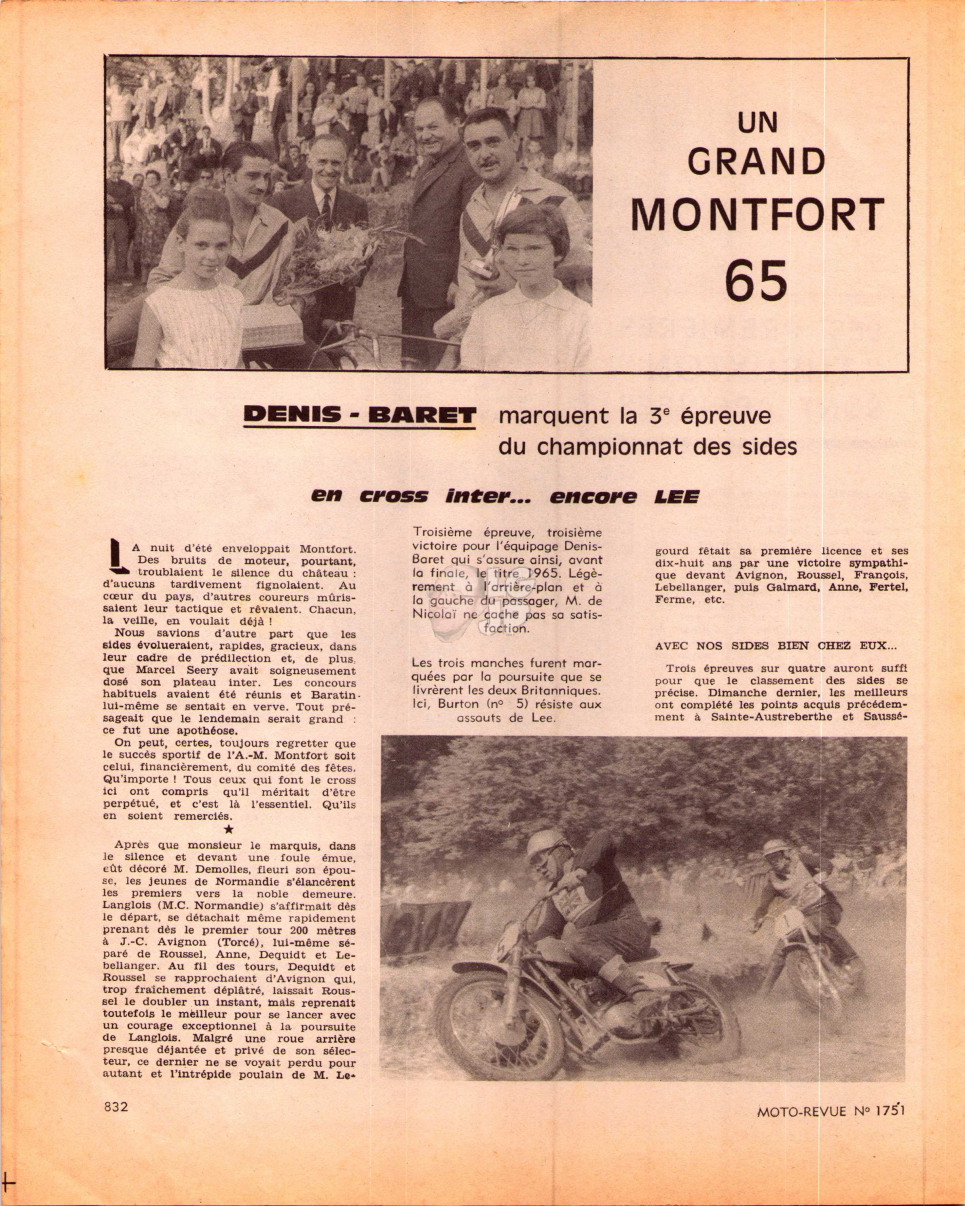 UN
GRAND
MONTFORT
65
DENIS - BARET marquent la 3e épreuve
du championnat des sides
en cross inter... encore LEE
LA nuit d'été enveloppait Montfort.
Des bruits de moteur, pourtant,
troublaient le silence du château :
d'aucuns tardivement fignolaient. Au
cœur du pays, d'autres coureurs mûris-
saient leur tactique et rêvaient. Chacun,
la veille, en voulait déjà !
Nous savions d'autre part que les
sides évolueraient, rapides, gracieux, dans
leur cadre de prédilection et, de plus,
que Marcel Seery avait soigneusement
dosé son plateau inter. Les concours
habituels avaient été réunis et Baratin-
lui-même se sentait en verve. Tout pré-
sageait que le lendemain serait grand :
ce fut une apothéose.
On peut, certes, toujours regretter que
le succès sportif de l'A.-M. Montfort soit
celui, financièrement, du comité des fêtes.
Qu'importe ! Tous ceux qui font le cross
ici ont compris qu'il méritait d'être
perpétué, et c'est là l'essentiel. Qu'ils
en soient remerciés.
★
Après que monsieur le marquis, dans
le silence et devant une foule émue,
eût décoré M. Demolles, fleuri son épou-
se, les jeunes de Normandie s'élancèrent
les premiers vers la noble demeure.
Langlois (M.C. Normandie) s'affirmait dès
le départ, se détachait même rapidement
prenant dès le premier tour 200 mètres
à J.-C. Avignon (Torcé), lui-même sé-
paré de Roussel, Anne, Dequidt et Le-
bellanger. Au fil des tours, Dequidt et
Roussel se rapprochaient d'Avignon qui,
trop fraîchement déplâtré, laissait Rous-
sel le doubler un instant, mais reprenait
toutefois le meilleur pour se lancer avec
un courage exceptionnel à la poursuite
de Langlois. Malgré une roue arrière
presque déjantée et privé de son sélec-
teur, ce dernier ne se voyait perdu pour
autant et l'intrépide poulain de M. Le-
Troisième épreuve, troisième
victoire pour l'équipage Denis-
Baret qui s'assure ainsi, avant
la finale, le titre 1965. Légè-
rement à l'arrière-plan et à
la gauche du passager, M. de
Nicolaï ne cache pas sa satis-
faction.
Les trois manches furent mar-
quées par la poursuite que se
livrèrent les deux Britanniques.
Ici, Burton (n° 5) résiste aux
assauts de Lee.
gourd fêtait sa première licence et ses
dix-huit ans par une victoire sympathi-
que devant Avignon, Roussel, François,
Lebellanger, puis Galmard, Anne, Fertel,
Ferme, etc.
AVEC NOS SIDES BIEN CHEZ EUX...
Trois épreuves sur quatre auront suffi
pour que le classement des sides se
précise. Dimanche dernier, les meilleurs
ont complété les points acquis précédem-
ment à Sainte-Austreberthe et Saussé-
832
MOTO-REVUE N° 1751